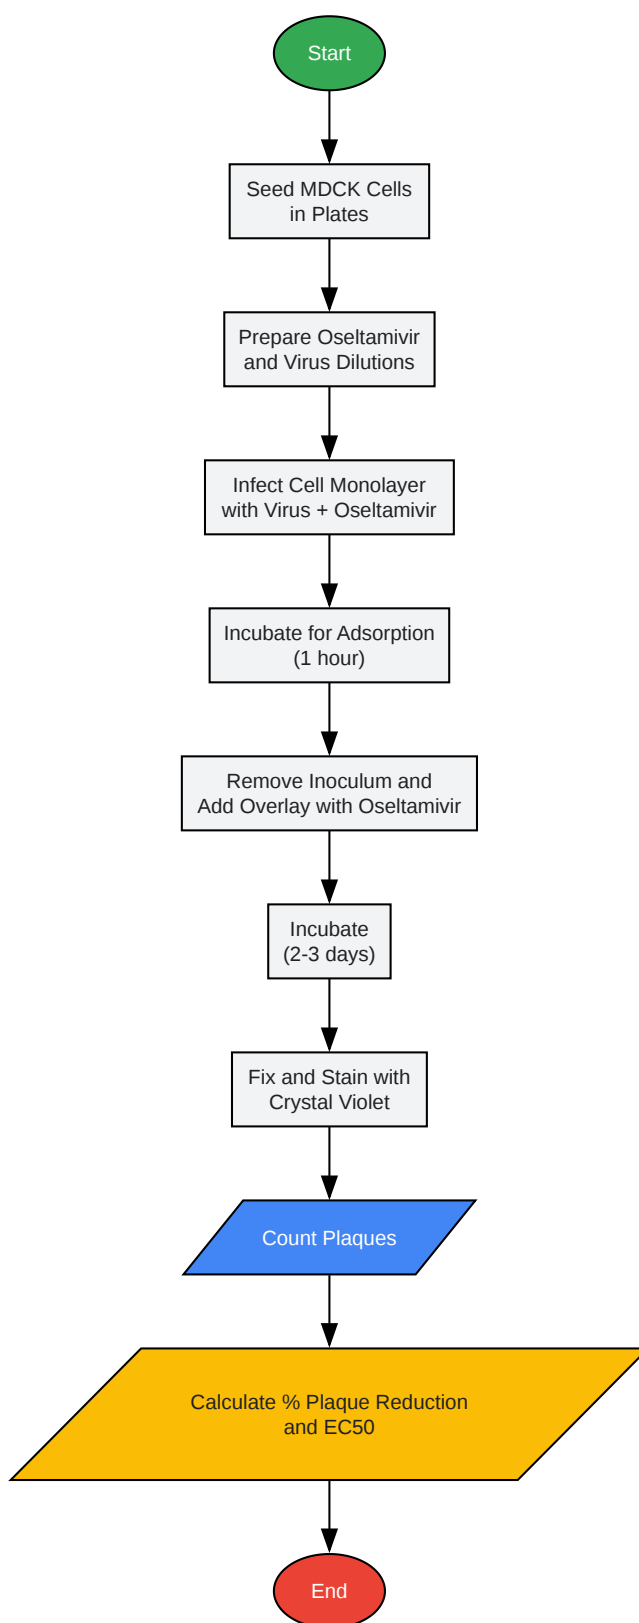 Start
Seed MDCK Cells
in Plates
Prepare Oseltamivir
and Virus Dilutions
Infect Cell Monolayer
with Virus + Oseltamivir
Incubate for Adsorption
(1 hour)
Remove Inoculum and
Add Overlay with Oseltamivir
Incubate
(2-3 days)
Fix and Stain with
Crystal Violet
Count Plaques
Calculate % Plaque Reduction
and EC50
End